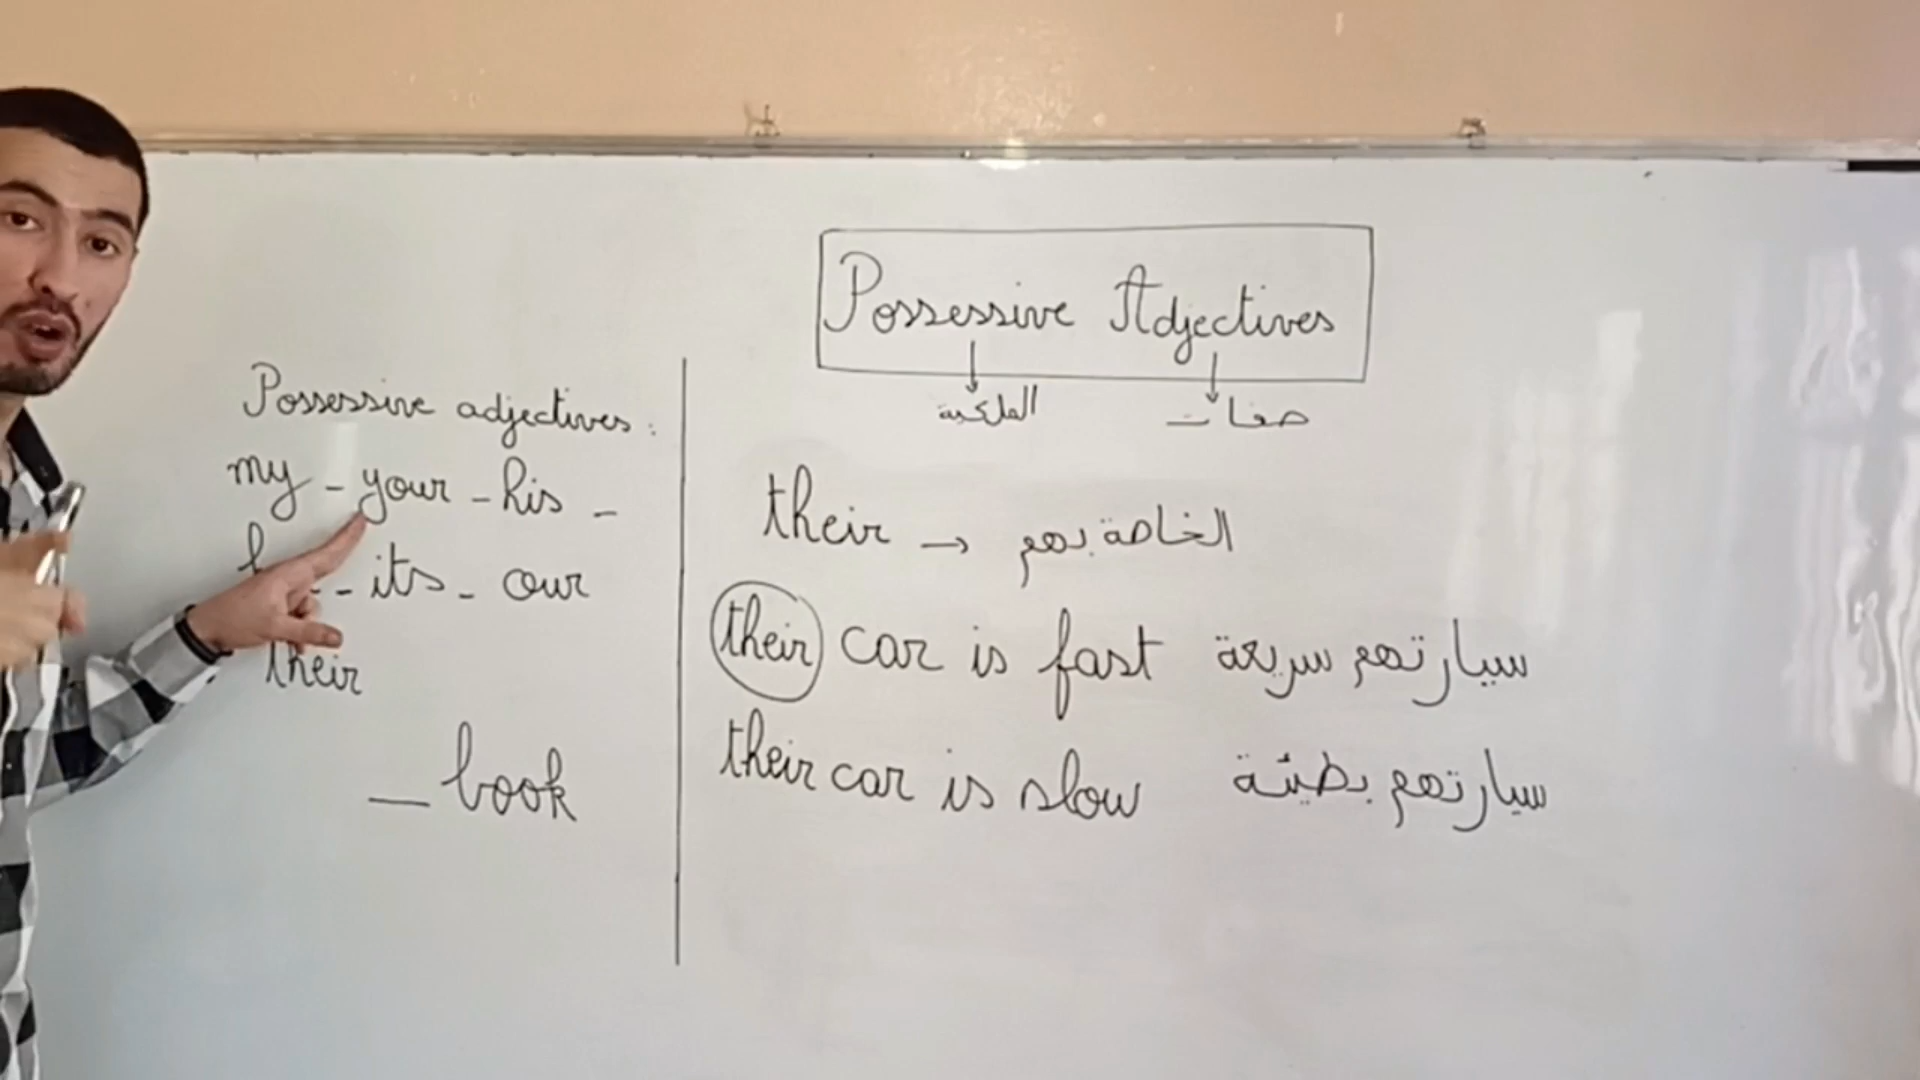 Possessive Adjectives
الملكية صفات
Possessive adjectives:
my - your - his -
- its - our
their
_ book
their → الخاصة بهم
their car is fast سيارتهم سريعة
their car is slow سيارتهم بطيئة